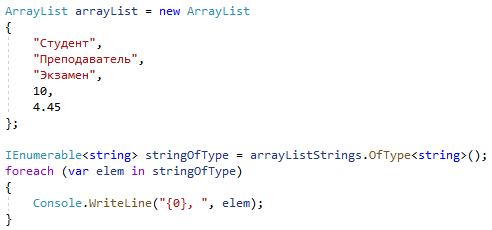 ArrayList arrayList = new ArrayList
{
"Студент",
"Преподаватель",
"Экзамен",
10,
4.45
};
IEnumerable<string> stringOfType = arrayListStrings.OfType<string>();
foreach (var elem in stringOfType)
{
Console.WriteLine("{0}, ", elem);
}